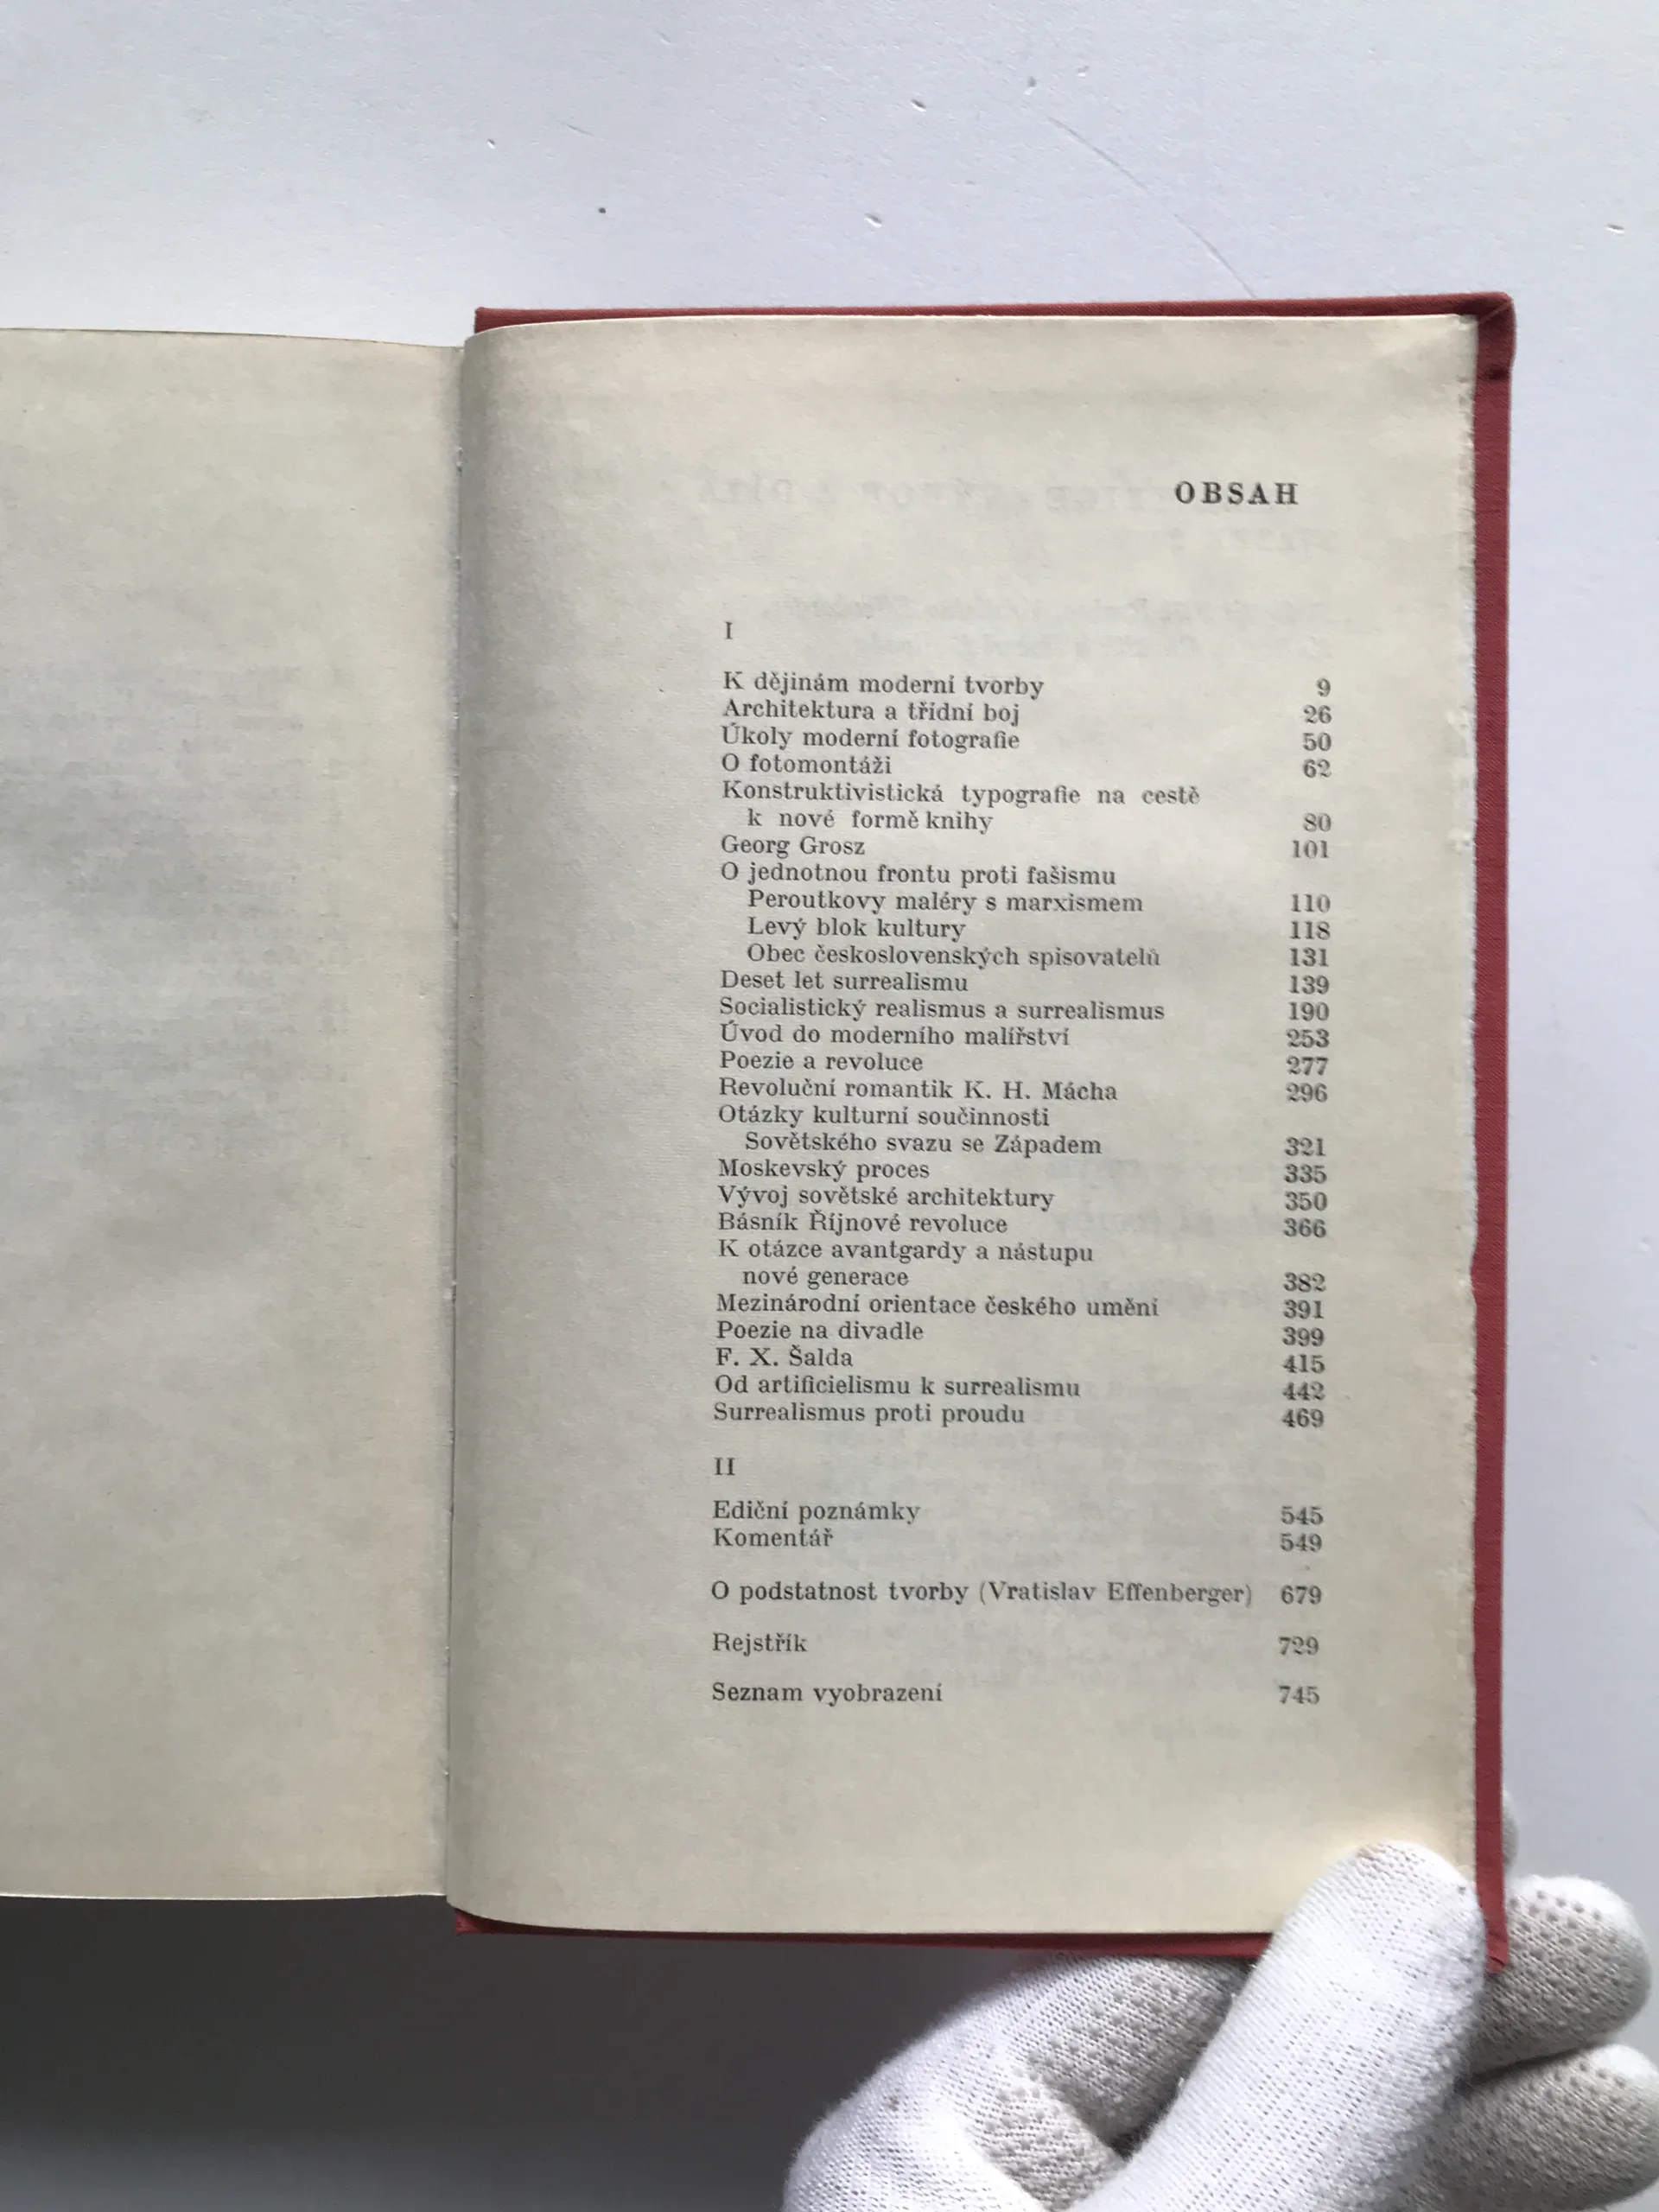 OBSAH
I
K dějinám moderní tvorby 9
Architektura a třídní boj 26
Úkoly moderní fotografie 50
O fotomontáži 62
Konstruktivistická typografie na cestě
k nové formě knihy 80
Georg Grosz 101
O jednotnou frontu proti fašismu
Peroutkovy maléry s marxismem 110
Levý blok kultury 118
Obec československých spisovatelů 131
Deset let surrealismu 139
Socialistický realismus a surrealismus 190
Úvod do moderního malířství 253
Poezie a revoluce 277
Revoluční romantik K. H. Mácha 296
Otázky kulturní součinnosti
Sovětského svazu se Západem 321
Moskevský proces 335
Vývoj sovětské architektury 350
Básník Říjnové revoluce 366
K otázce avantgardy a nástupu
nové generace 382
Mezinárodní orientace českého umění 391
Poezie na divadle 399
F. X. Šalda 415
Od artificielismu k surrealismu 442
Surrealismus proti proudu 469
II
Ediční poznámky 545
Komentář 549
O podstatnost tvorby (Vratislav Effenberger) 679
Rejstřík 729
Seznam vyobrazení 745